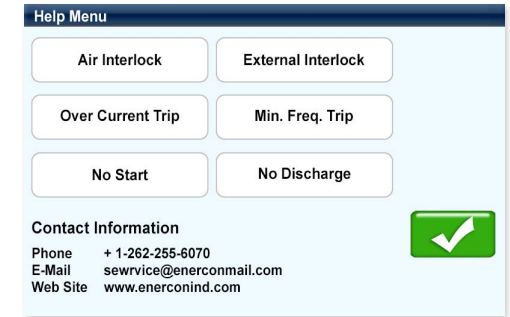 Help Menu
Air Interlock
External Interlock
Over Current Trip
Min. Freq. Trip
No Start
No Discharge
Contact Information
Phone + 1-262-255-6070
E-Mail sewrvice@enerconmail.com
Web Site www.enerconind.com